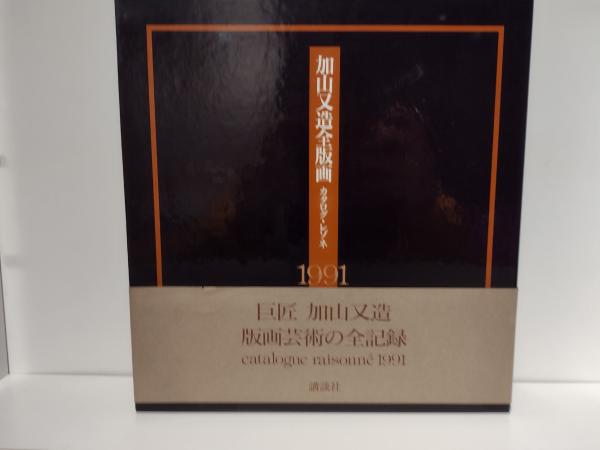 加山又造全版画
カタログ・レゾネ
1991
巨匠 加山又造
版画芸術の全記録
catalogue raisonné 1991
講談社